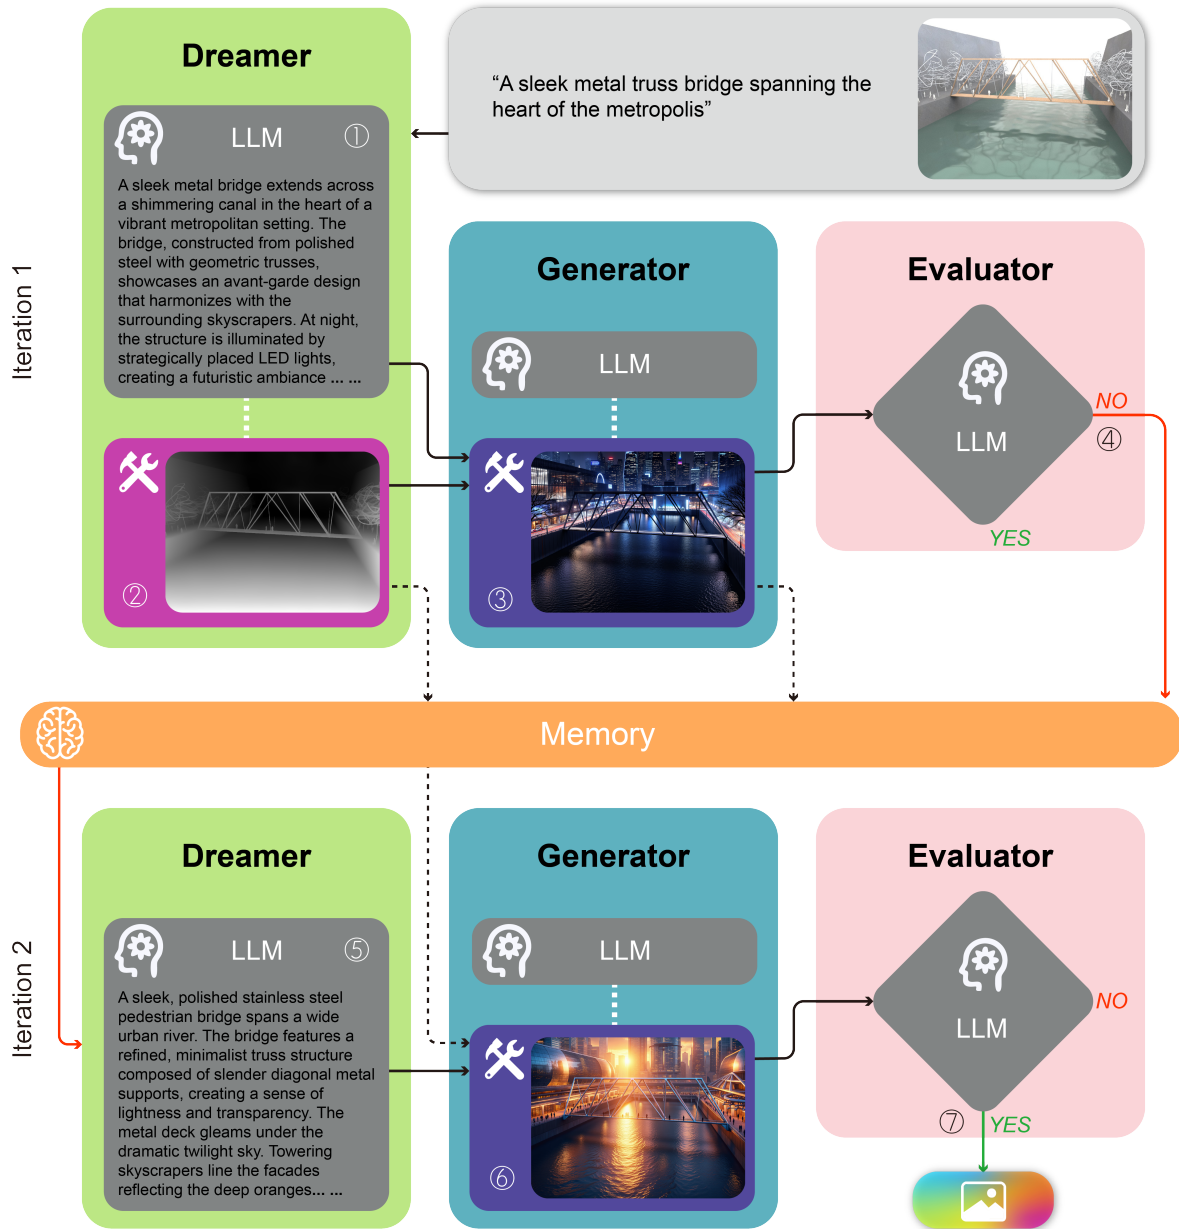 Dreamer
“A sleek metal truss bridge spanning the
heart of the metropolis”
LLM ①
A sleek metal bridge extends across
a shimmering canal in the heart of a
vibrant metropolitan setting. The
bridge, constructed from polished
steel with geometric trusses,
showcases an avant-garde design
that harmonizes with the
surrounding skyscrapers. At night,
the structure is illuminated by
strategically placed LED lights,
creating a futuristic ambiance ... ...
②
Iteration 1
Generator
LLM
③
Evaluator
LLM
NO
④
YES
Memory
Iteration 2
Dreamer
LLM ⑤
A sleek, polished stainless steel
pedestrian bridge spans a wide
urban river. The bridge features a
refined, minimalist truss structure
composed of slender diagonal metal
supports, creating a sense of
lightness and transparency. The
metal deck gleams under the
dramatic twilight sky. Towering
skyscrapers line the facades
reflecting the deep oranges... ...
Generator
LLM
⑥
Evaluator
LLM
NO
⑦ YES